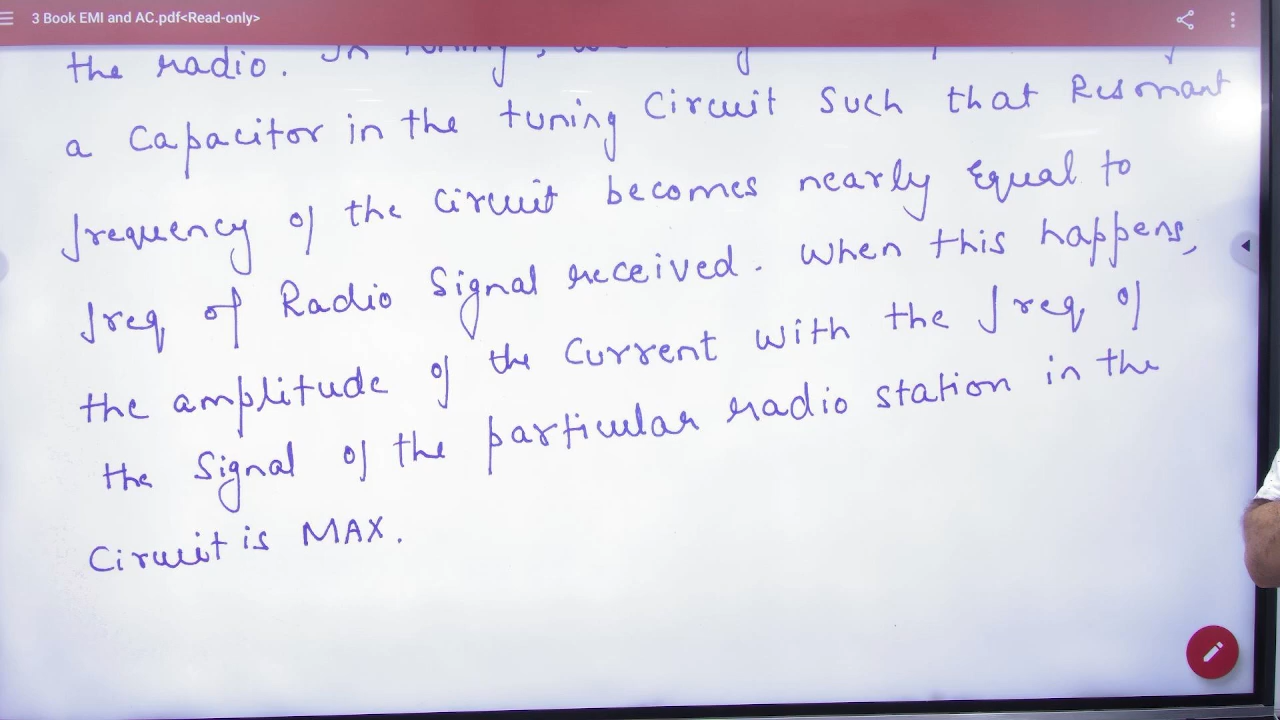 3 Book EMI and AC.pdf<Read-only>
the radio. In Tuning,
a Capacitor in the tuning Circuit Such that Resonant
frequency of the Circuit becomes nearly Equal to
freq of Radio Signal received. When this happens,
the amplitude of the Current With the freq of
the Signal of the particular radio station in the
Circuit is MAX.